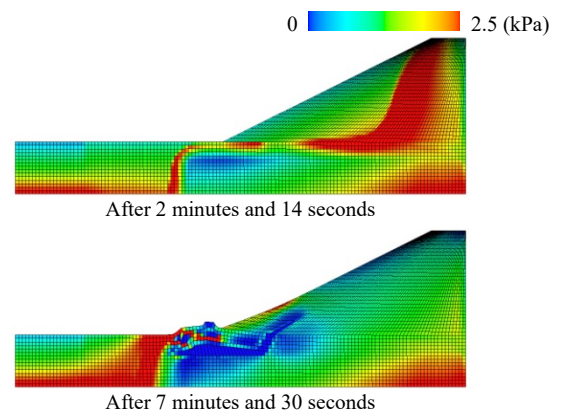 0 2.5 (kPa)
After 2 minutes and 14 seconds
After 7 minutes and 30 seconds